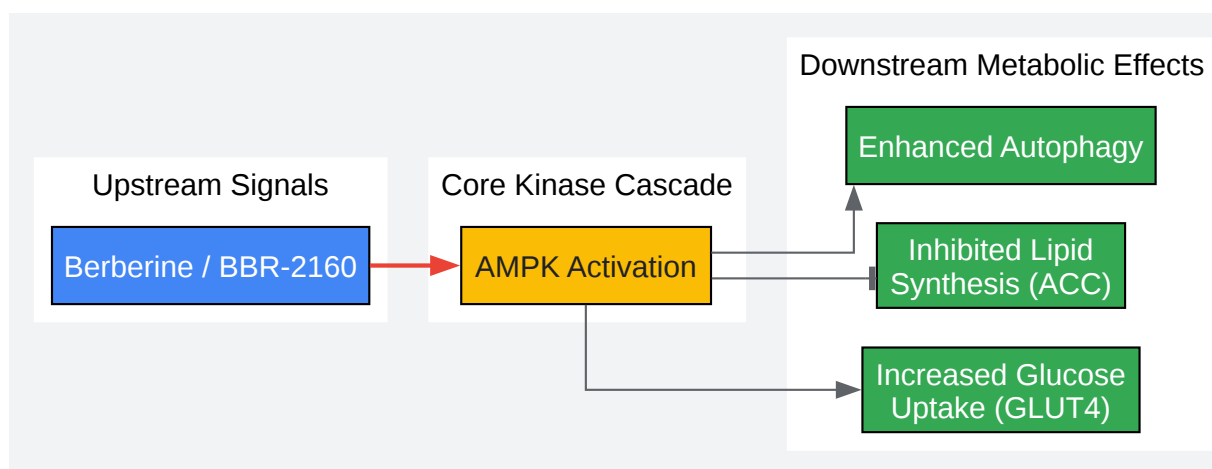 Upstream Signals
Berberine / BBR-2160
Core Kinase Cascade
AMPK Activation
Downstream Metabolic Effects
Enhanced Autophagy
Inhibited Lipid
Synthesis (ACC)
Increased Glucose
Uptake (GLUT4)